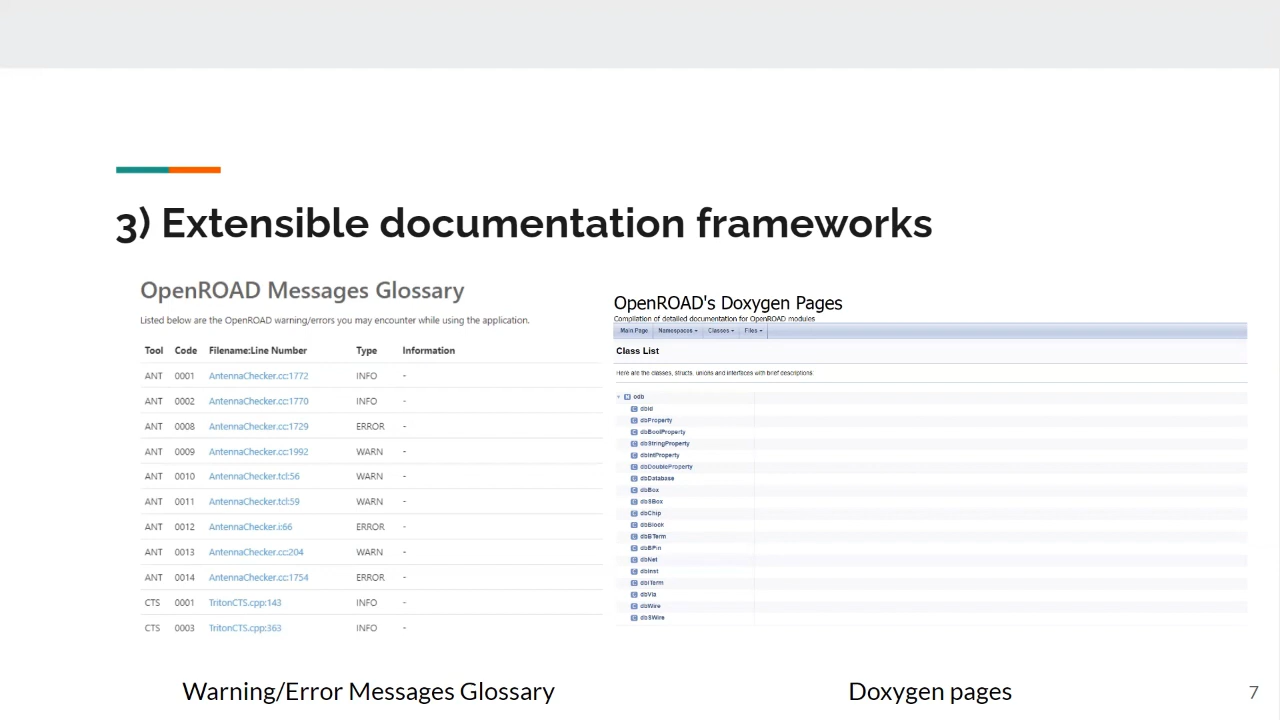 3) Extensible documentation frameworks
OpenROAD Messages Glossary
Listed below are the OpenROAD warning/errors you may encounter while using the application.
Tool Code Filename:Line Number Type Information
ANT 0001 AntennaChecker.cc:1772 INFO -
ANT 0002 AntennaChecker.cc:1770 INFO -
ANT 0008 AntennaChecker.cc:1729 ERROR -
ANT 0009 AntennaChecker.cc:1992 WARN -
ANT 0010 AntennaChecker.tcl:56 WARN -
ANT 0011 AntennaChecker.tcl:59 WARN -
ANT 0012 AntennaChecker.i:66 ERROR -
ANT 0013 AntennaChecker.cc:204 WARN -
ANT 0014 AntennaChecker.cc:1754 ERROR -
CTS 0001 TritonCTS.cpp:143 INFO -
CTS 0003 TritonCTS.cpp:363 INFO -
Warning/Error Messages Glossary
OpenROAD's Doxygen Pages
Compilation of detailed documentation for OpenROAD modules
Main Page Namespaces Classes Files
Class List
Here are the classes, structs, unions and interfaces with brief descriptions:
N odb
C dbId
C dbProperty
C dbBoolProperty
C dbStringProperty
C dbIntProperty
C dbDoubleProperty
C dbDatabase
C dbBox
C dbSBox
C dbChip
C dbBlock
C dbBTerm
C dbBPin
C dbNet
C dbInst
C dbITerm
C dbVia
C dbWire
C dbSWire
Doxygen pages
7